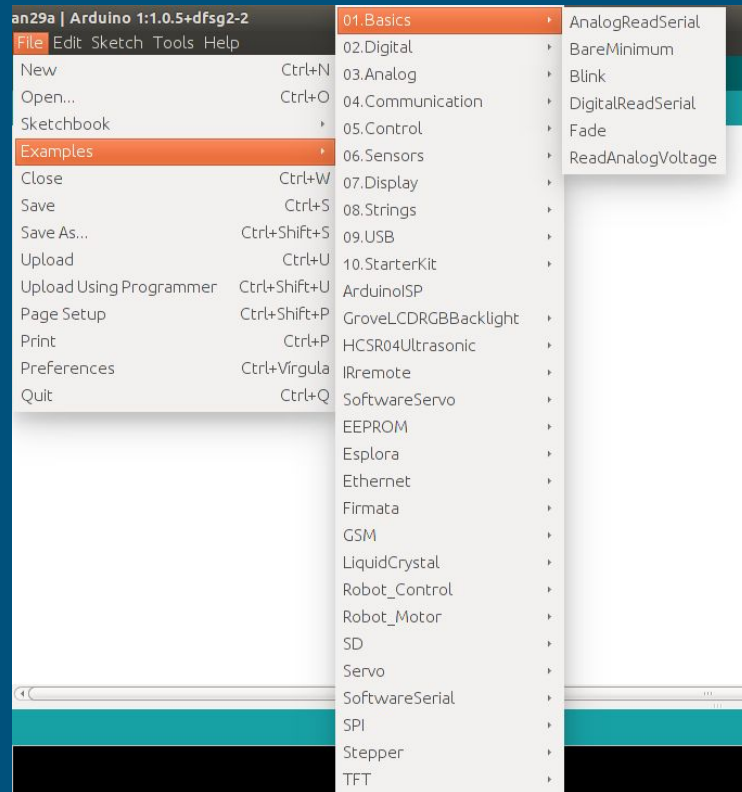 an29a | Arduino 1:1.0.5+dfsg2-2
File Edit Sketch Tools Help
New Ctrl+N
Open... Ctrl+O
Sketchbook
Examples
Close Ctrl+W
Save Ctrl+S
Save As... Ctrl+Shift+S
Upload Ctrl+U
Upload Using Programmer Ctrl+Shift+U
Page Setup Ctrl+Shift+P
Print Ctrl+P
Preferences Ctrl+Vírgula
Quit Ctrl+Q
01.Basics
02.Digital
03.Analog
04.Communication
05.Control
06.Sensors
07.Display
08.Strings
09.USB
10.StarterKit
ArduinoISP
GroveLCDRGBBacklight
HCSR04Ultrasonic
IRremote
SoftwareServo
EEPROM
Esplora
Ethernet
Firmata
GSM
LiquidCrystal
Robot_Control
Robot_Motor
SD
Servo
SoftwareSerial
SPI
Stepper
TFT
AnalogReadSerial
BareMinimum
Blink
DigitalReadSerial
Fade
ReadAnalogVoltage